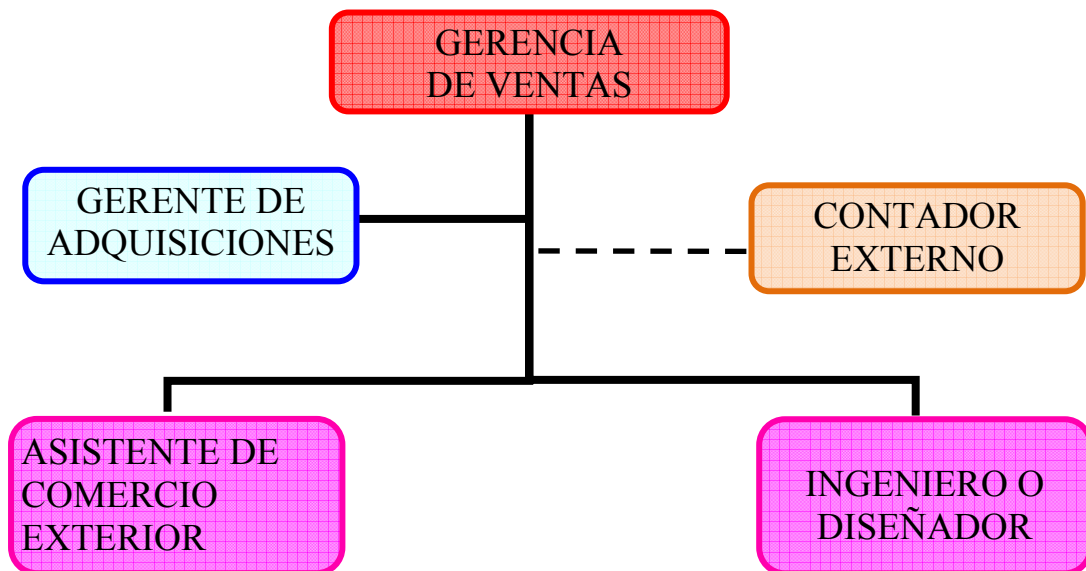 GERENCIA
DE VENTAS
GERENTE DE
ADQUISICIONES
CONTADOR
EXTERNO
ASISTENTE DE
COMERCIO
EXTERIOR
INGENIERO O
DISEÑADOR